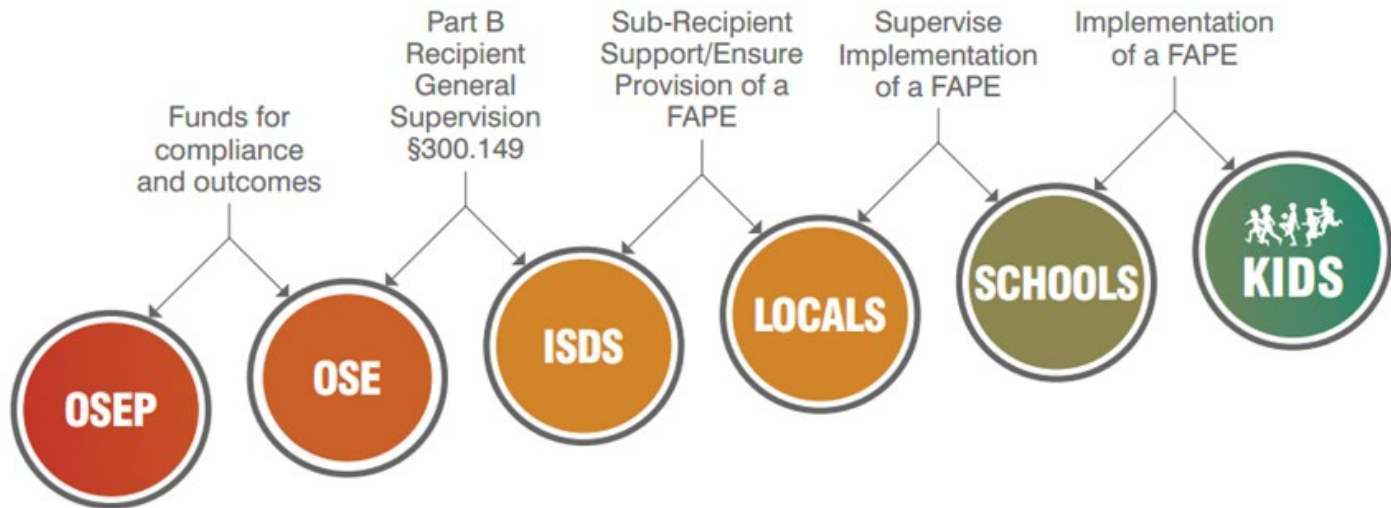 Funds for
compliance
and outcomes
Part B
Recipient
General
Supervision
§300.149
Sub-Recipient
Support/Ensure
Provision of a
FAPE
Supervise
Implementation
of a FAPE
Implementation
of a FAPE
OSEP
OSE
ISDS
LOCALS
SCHOOLS
KIDS